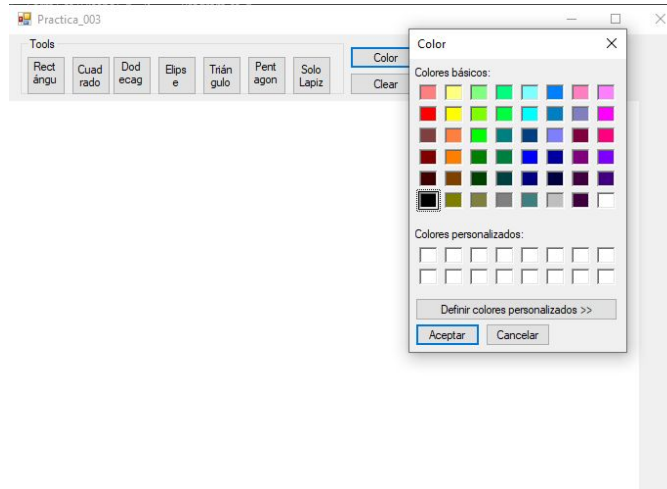 Practica_003
Tools
Rect
ángu
Cuad
rado
Dod
ecag
Elips
e
Trián
gulo
Pent
agon
Solo
Lapiz
Color
Clear
Color
Colores básicos:
Colores personalizados:
Definir colores personalizados >>
Aceptar
Cancelar